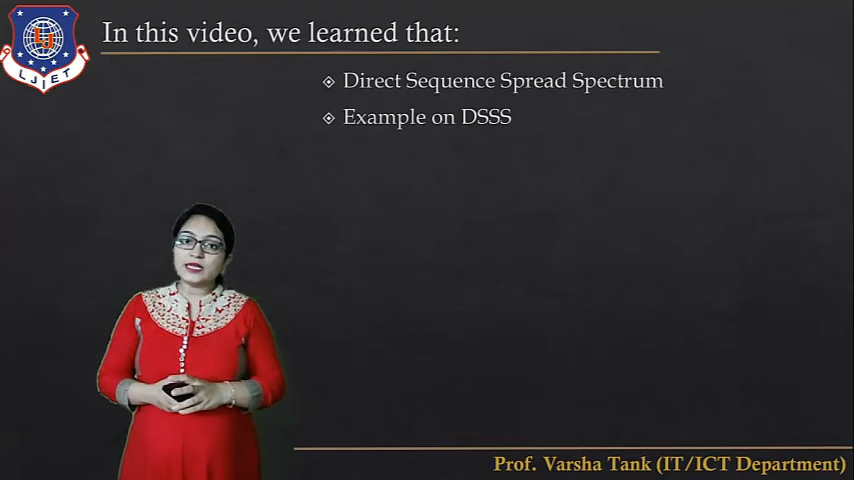 In this video, we learned that:
Direct Sequence Spread Spectrum
Example on DSSS
LJ
LJIET
Prof. Varsha Tank (IT/ICT Department)